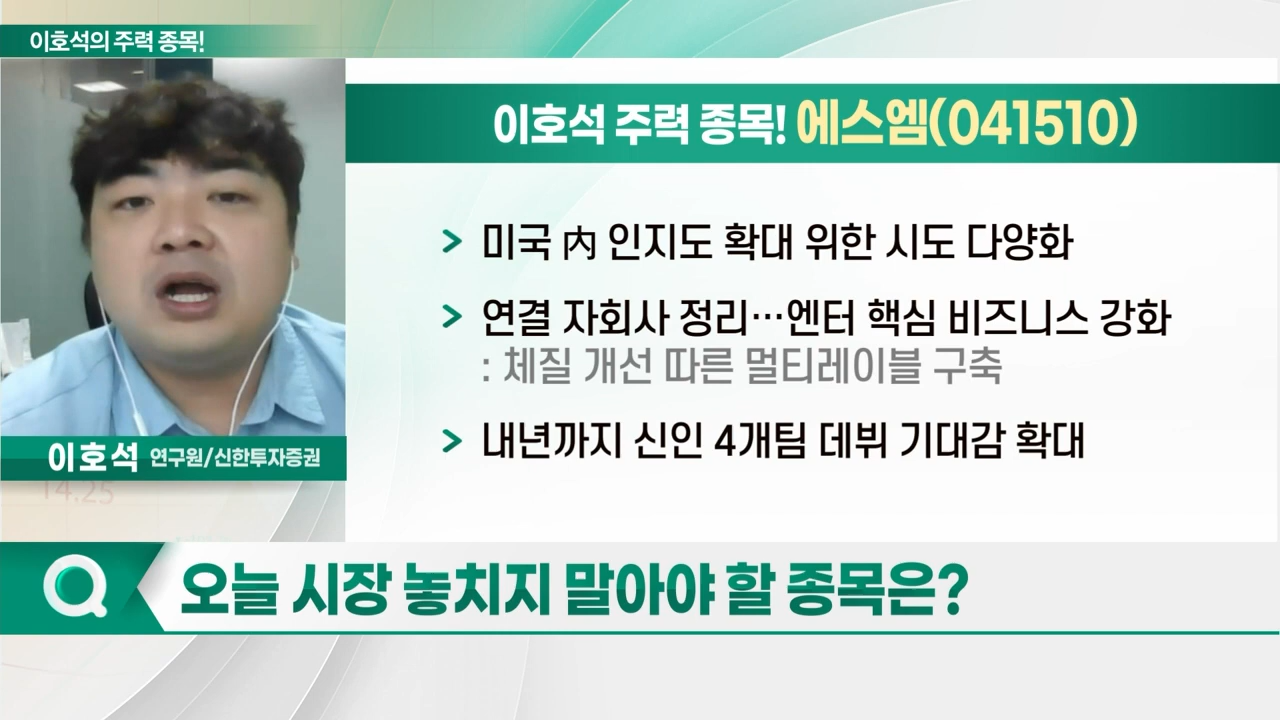 이호석의 주력 종목!
이호석 주력 종목! 에스엠(041510)
> 미국 內 인지도 확대 위한 시도 다양화
> 연결 자회사 정리…엔터 핵심 비즈니스 강화
: 체질 개선 따른 멀티레이블 구축
> 내년까지 신인 4개팀 데뷔 기대감 확대
이호석 연구원/신한투자증권
14.25
Q 오늘 시장 놓치지 말아야 할 종목은?